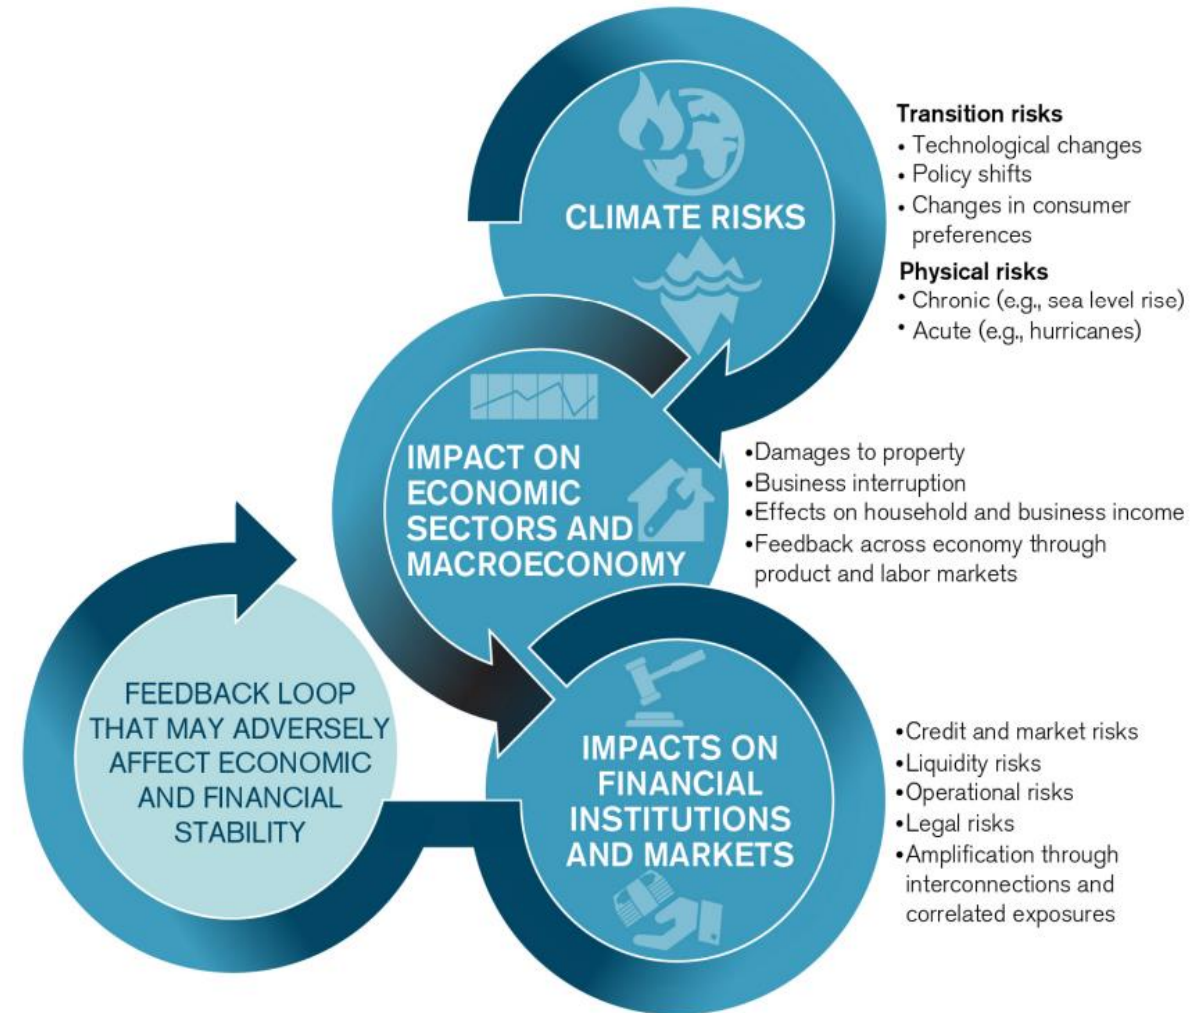 CLIMATE RISKS
Transition risks
• Technological changes
• Policy shifts
• Changes in consumer
preferences
Physical risks
• Chronic (e.g., sea level rise)
• Acute (e.g., hurricanes)
IMPACT ON
ECONOMIC
SECTORS AND
MACROECONOMY
•Damages to property
•Business interruption
•Effects on household and business income
•Feedback across economy through
product and labor markets
IMPACTS ON
FINANCIAL
INSTITUTIONS
AND MARKETS
•Credit and market risks
•Liquidity risks
•Operational risks
•Legal risks
•Amplification through
interconnections and
correlated exposures
FEEDBACK LOOP
THAT MAY ADVERSELY
AFFECT ECONOMIC
AND FINANCIAL
STABILITY